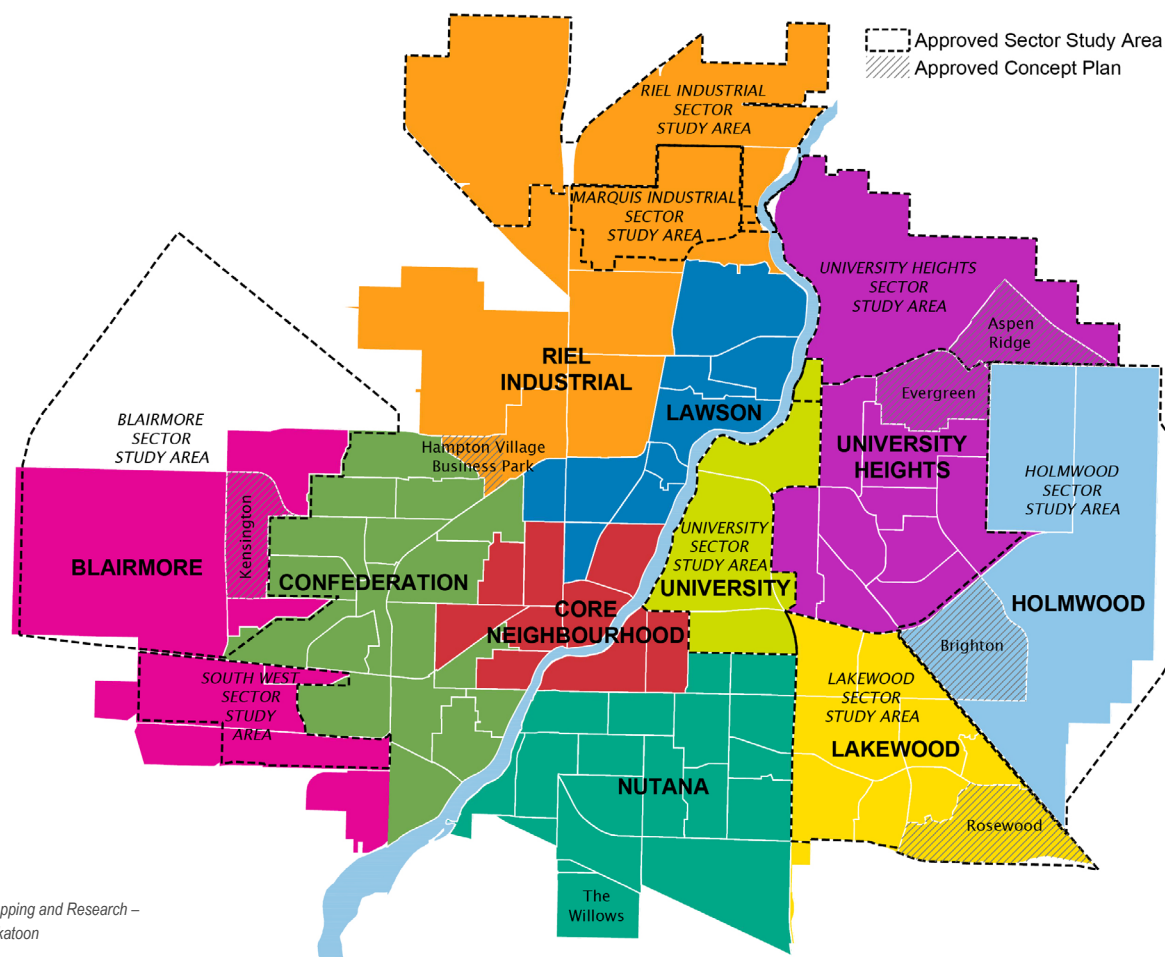 Approved Sector Study Area
Approved Concept Plan
RIEL INDUSTRIAL
SECTOR
STUDY AREA
MARQUIS INDUSTRIAL
SECTOR
STUDY AREA
UNIVERSITY HEIGHTS
SECTOR
STUDY AREA
Aspen
Ridge
RIEL
INDUSTRIAL
Evergreen
LAWSON
BLAIRMORE
SECTOR
STUDY AREA
Hampton Village
Business Park
UNIVERSITY
HEIGHTS
HOLMWOOD
SECTOR
STUDY AREA
Kensington
UNIVERSITY
SECTOR
STUDY AREA
BLAIRMORE
CONFEDERATION
UNIVERSITY
HOLMWOOD
CORE
NEIGHBOURHOOD
Brighton
SOUTH WEST
SECTOR
STUDY
AREA
LAKEWOOD
SECTOR
STUDY AREA
LAKEWOOD
NUTANA
Rosewood
The
Willows
pping and Research –
katoon